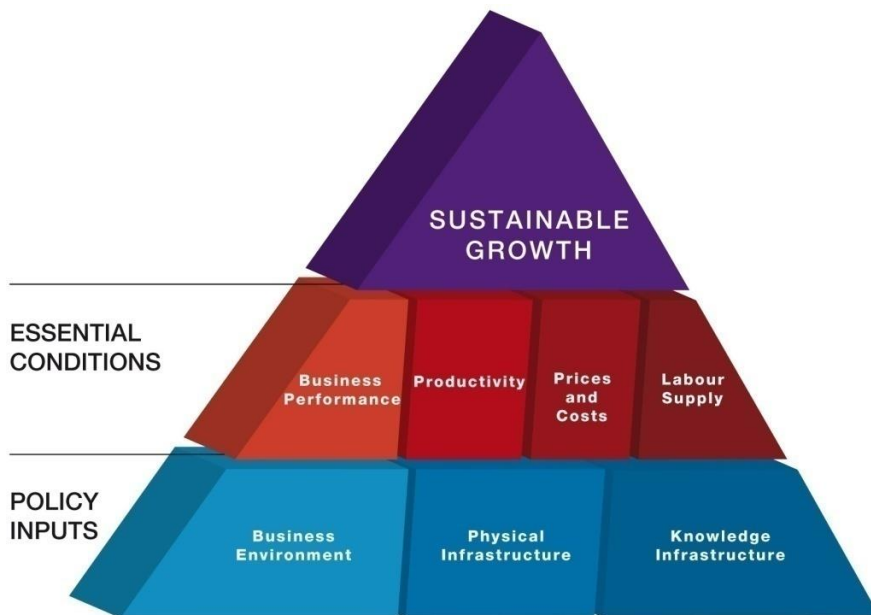 SUSTAINABLE
GROWTH
ESSENTIAL
CONDITIONS
Business
Performance
Productivity
Prices
and
Costs
Labour
Supply
POLICY
INPUTS
Business
Environment
Physical
Infrastructure
Knowledge
Infrastructure